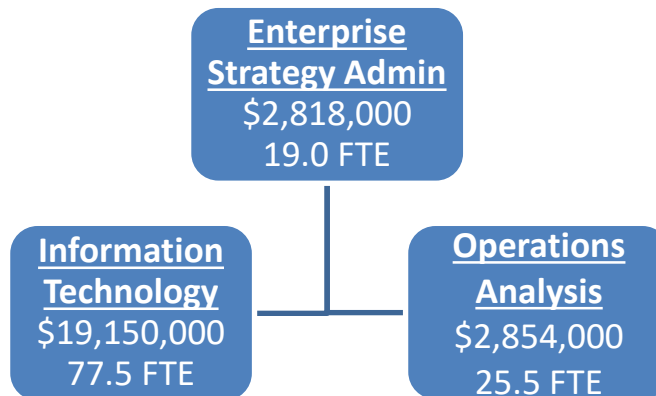 Enterprise
Strategy Admin
$2,818,000
19.0 FTE
Information
Technology
$19,150,000
77.5 FTE
Operations
Analysis
$2,854,000
25.5 FTE